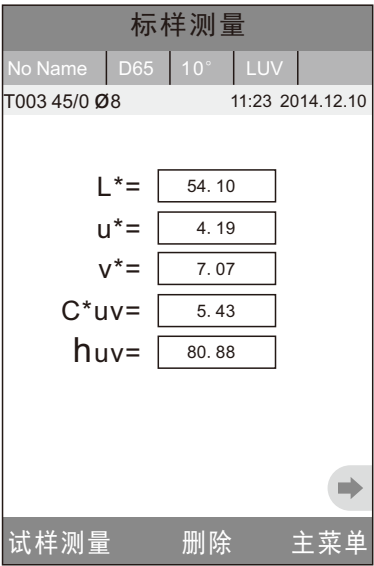 标样测量
No Name D65 10° LUV
T003 45/0 Ø8 11:23 2014.12.10
L*= 54.10
u*= 4.19
v*= 7.07
C*uv= 5.43
huv= 80.88
试样测量 删除 主菜单